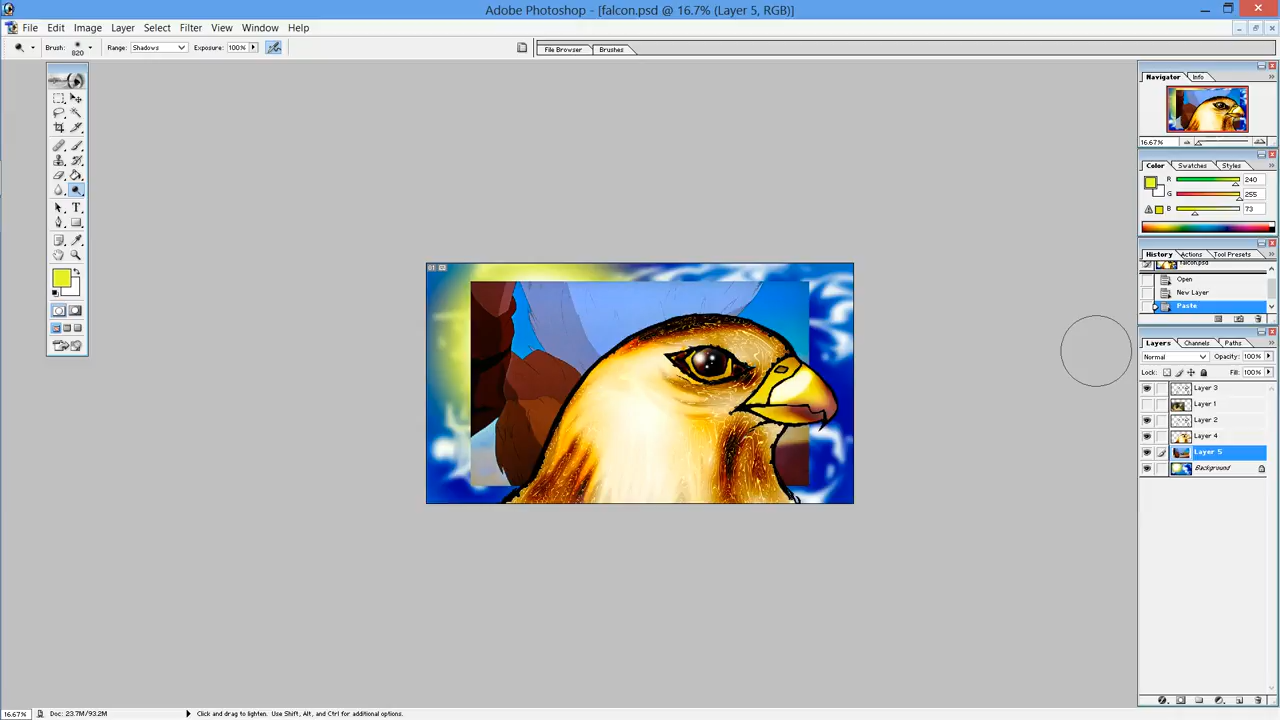 Adobe Photoshop - [falcon.psd @ 16.7% (Layer 5, RGB)]
File Edit Image Layer Select Filter View Window Help
Brush: 820 Range: Shadows Exposure: 100% File Browser Brushes
Navigator Info
16.67%
Color Swatches Styles
R 240
G 255
B 73
History Actions Tool Presets
falcon.psd
Open
New Layer
Paste
Layers Channels Paths
Normal Opacity: 100%
Lock: Fill: 100%
Layer 3
Layer 1
Layer 2
Layer 4
Layer 5
Background
01
16.67% Doc: 23.7M/93.2M Click and drag to lighten. Use Shift, Alt, and Ctrl for additional options.